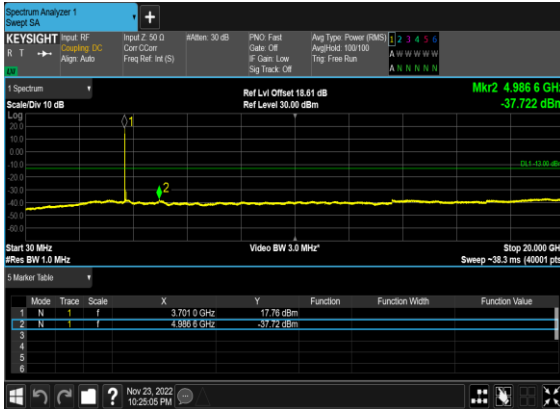 Spectrum Analyzer 1
Swept SA
+
KEYSIGHT Input: RF Input Z: 50 Ω #Atten: 30 dB PNO: Fast Avg Type: Power (RMS) 1 2 3 4 5 6
R T Coupling: DC Corr CCorr Gate: Off Avg|Hold: 100/100 A W W W W W
Align: Auto Freq Ref: Int (S) IF Gain: Low Trig: Free Run
Sig Track: Off A N N N N N
1 Spectrum Ref Lvl Offset 18.61 dB Mkr2 4.986 6 GHz
Scale/Div 10 dB Ref Level 30.00 dBm -37.722 dBm
Log
20.0
10.0
0.00
-10.0
-20.0
-30.0
-40.0
-50.0
-60.0
1
2
DL1 -13.00 dBm
Start 30 MHz Video BW 3.0 MHz* Stop 20.000 GH
#Res BW 1.0 MHz Sweep ~38.3 ms (40001 pts
5 Marker Table
Mode Trace Scale X Y Function Function Width Function Value
1 N 1 f 3.701 0 GHz 17.76 dBm
2 N 1 f 4.986 6 GHz -37.72 dBm
3
4
5
6
? Nov 23, 2022
10:25:05 PM